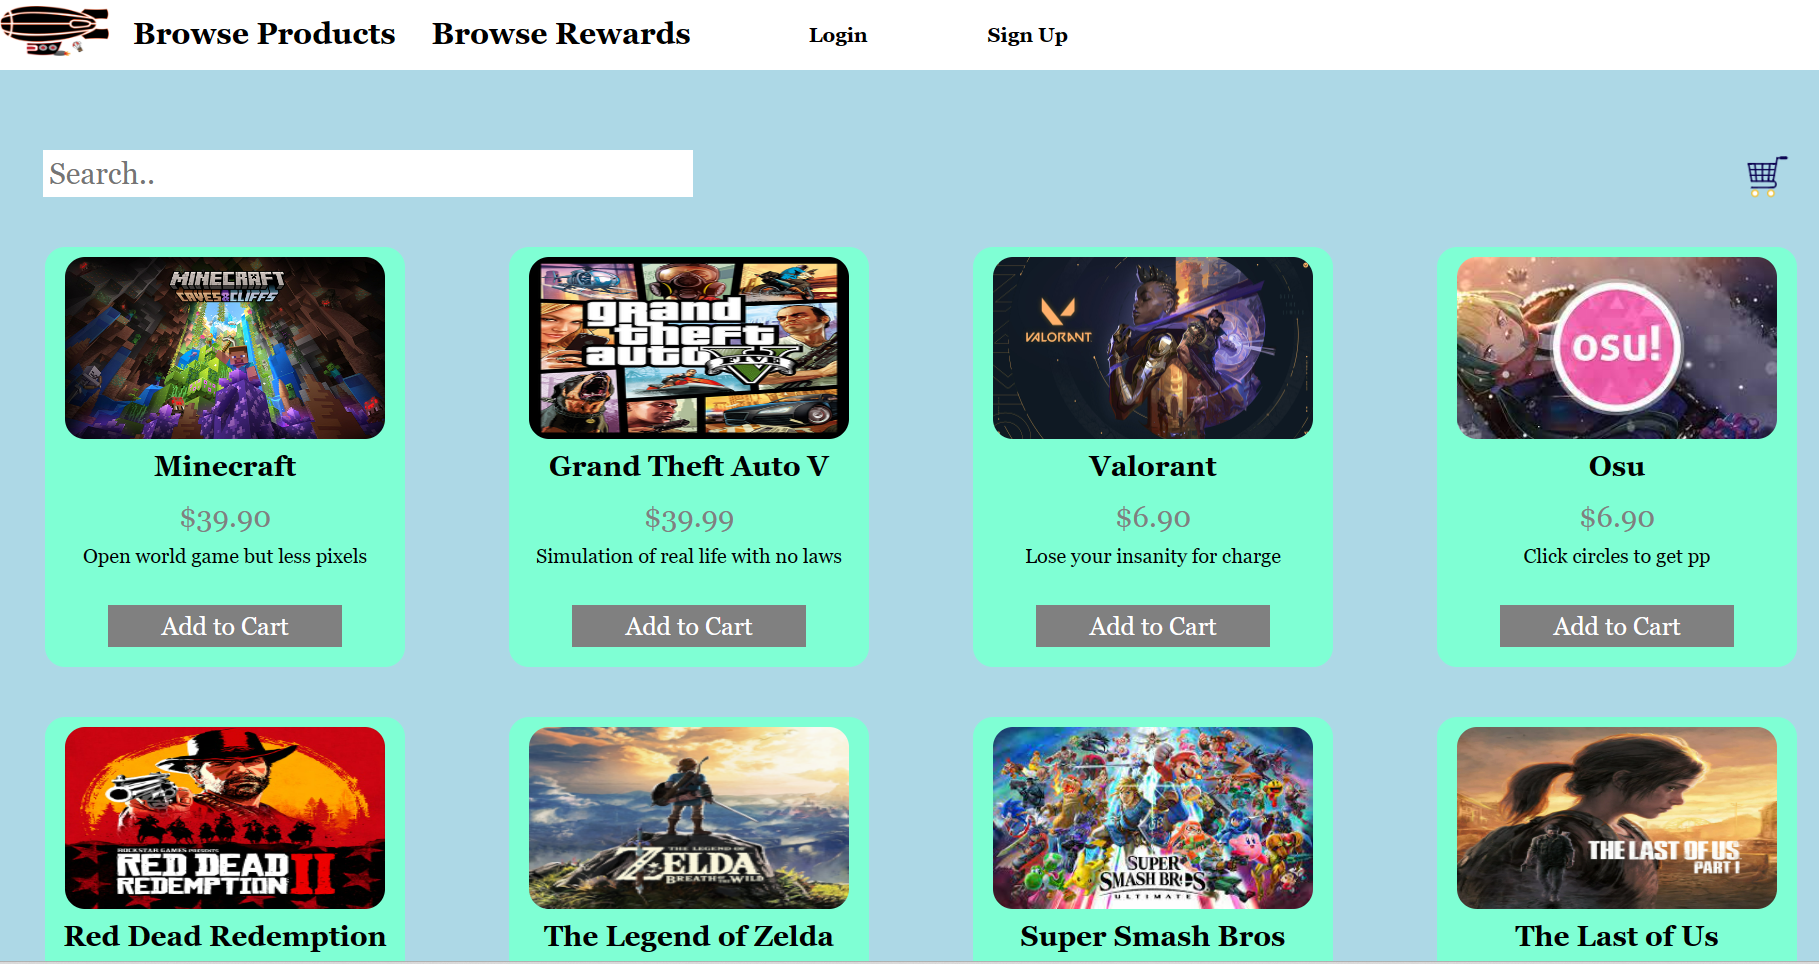 Browse Products Browse Rewards Login Sign Up
Search..
MINECRAFT
CAVES & CLIFFS
grand
theft
auto V
FIVE
VALORANT
osu!
Minecraft
Grand Theft Auto V
Valorant
Osu
$39.90
$39.99
$6.90
$6.90
Open world game but less pixels
Simulation of real life with no laws
Lose your insanity for charge
Click circles to get pp
Add to Cart
Add to Cart
Add to Cart
Add to Cart
ROCKSTAR GAMES PRESENTS
RED DEAD
REDEMPTION II
THE LEGEND OF
ZELDA
BREATH OF THE WILD
SUPER
SMASH BROS
ULTIMATE
THE LAST OF US
PART I
Red Dead Redemption
The Legend of Zelda
Super Smash Bros
The Last of Us